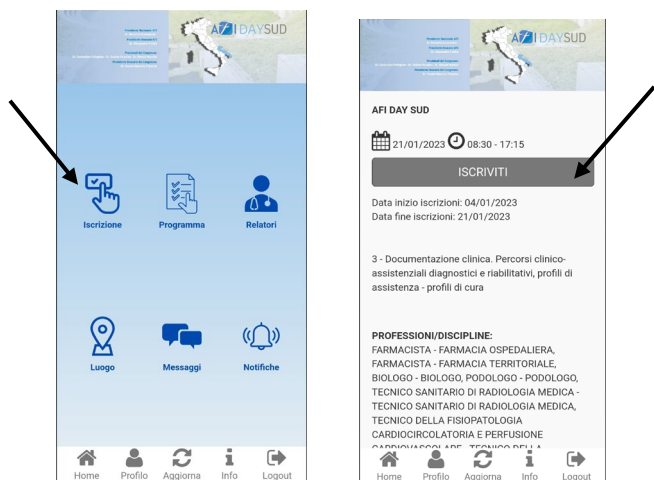 AFI DAYSUD
Iscrizione
Programma
Relatori
Luogo
Messaggi
Notifiche
Home
Profilo
Aggiorna
Info
Logout
AFI DAYSUD
AFI DAY SUD
21/01/2023 08:30 - 17:15
ISCRIVITI
Data inizio iscrizioni: 04/01/2023
Data fine iscrizioni: 21/01/2023
3 - Documentazione clinica. Percorsi clinico-
assistenziali diagnostici e riabilitativi, profili di
assistenza - profili di cura
PROFESSIONI/DISCIPLINE:
FARMACISTA - FARMACIA OSPEDALIERA,
FARMACISTA - FARMACIA TERRITORIALE,
BIOLOGO - BIOLOGO, PODOLOGO - PODOLOGO,
TECNICO SANITARIO DI RADIOLOGIA MEDICA -
TECNICO SANITARIO DI RADIOLOGIA MEDICA,
TECNICO DELLA FISIOPATOLOGIA
CARDIOCIRCOLATORIA E PERFUSIONE
CARDIOVASCOLARE - TECNICO DELLA
Home
Profilo
Aggiorna
Info
Logout